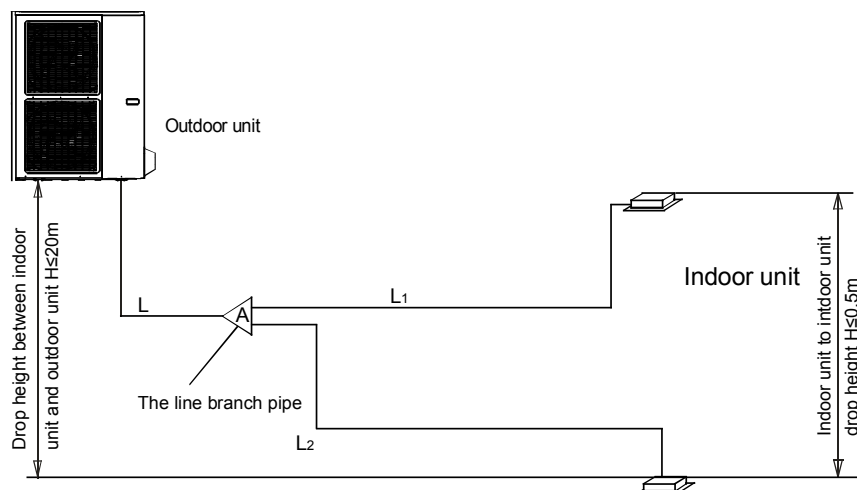 Outdoor unit
Drop height between indoor
unit and outdoor unit H≤20m
L
A
L1
Indoor unit
Indoor unit to intdoor unit
drop height H≤0.5m
The line branch pipe
L2